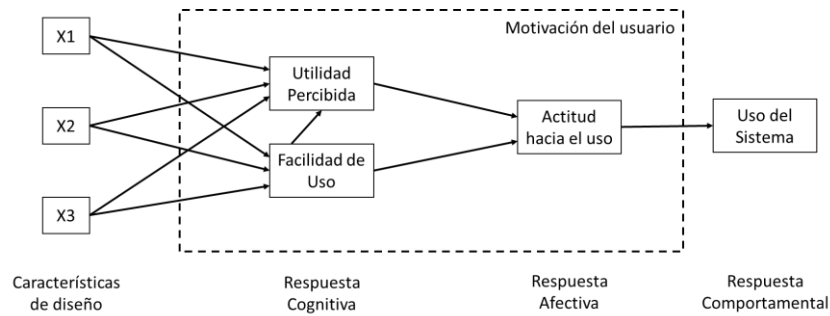 Motivación del usuario
X1
X2
X3
Utilidad
Percibida
Facilidad de
Uso
Actitud
hacia el uso
Uso del
Sistema
Características
de diseño
Respuesta
Cognitiva
Respuesta
Afectiva
Respuesta
Comportamental